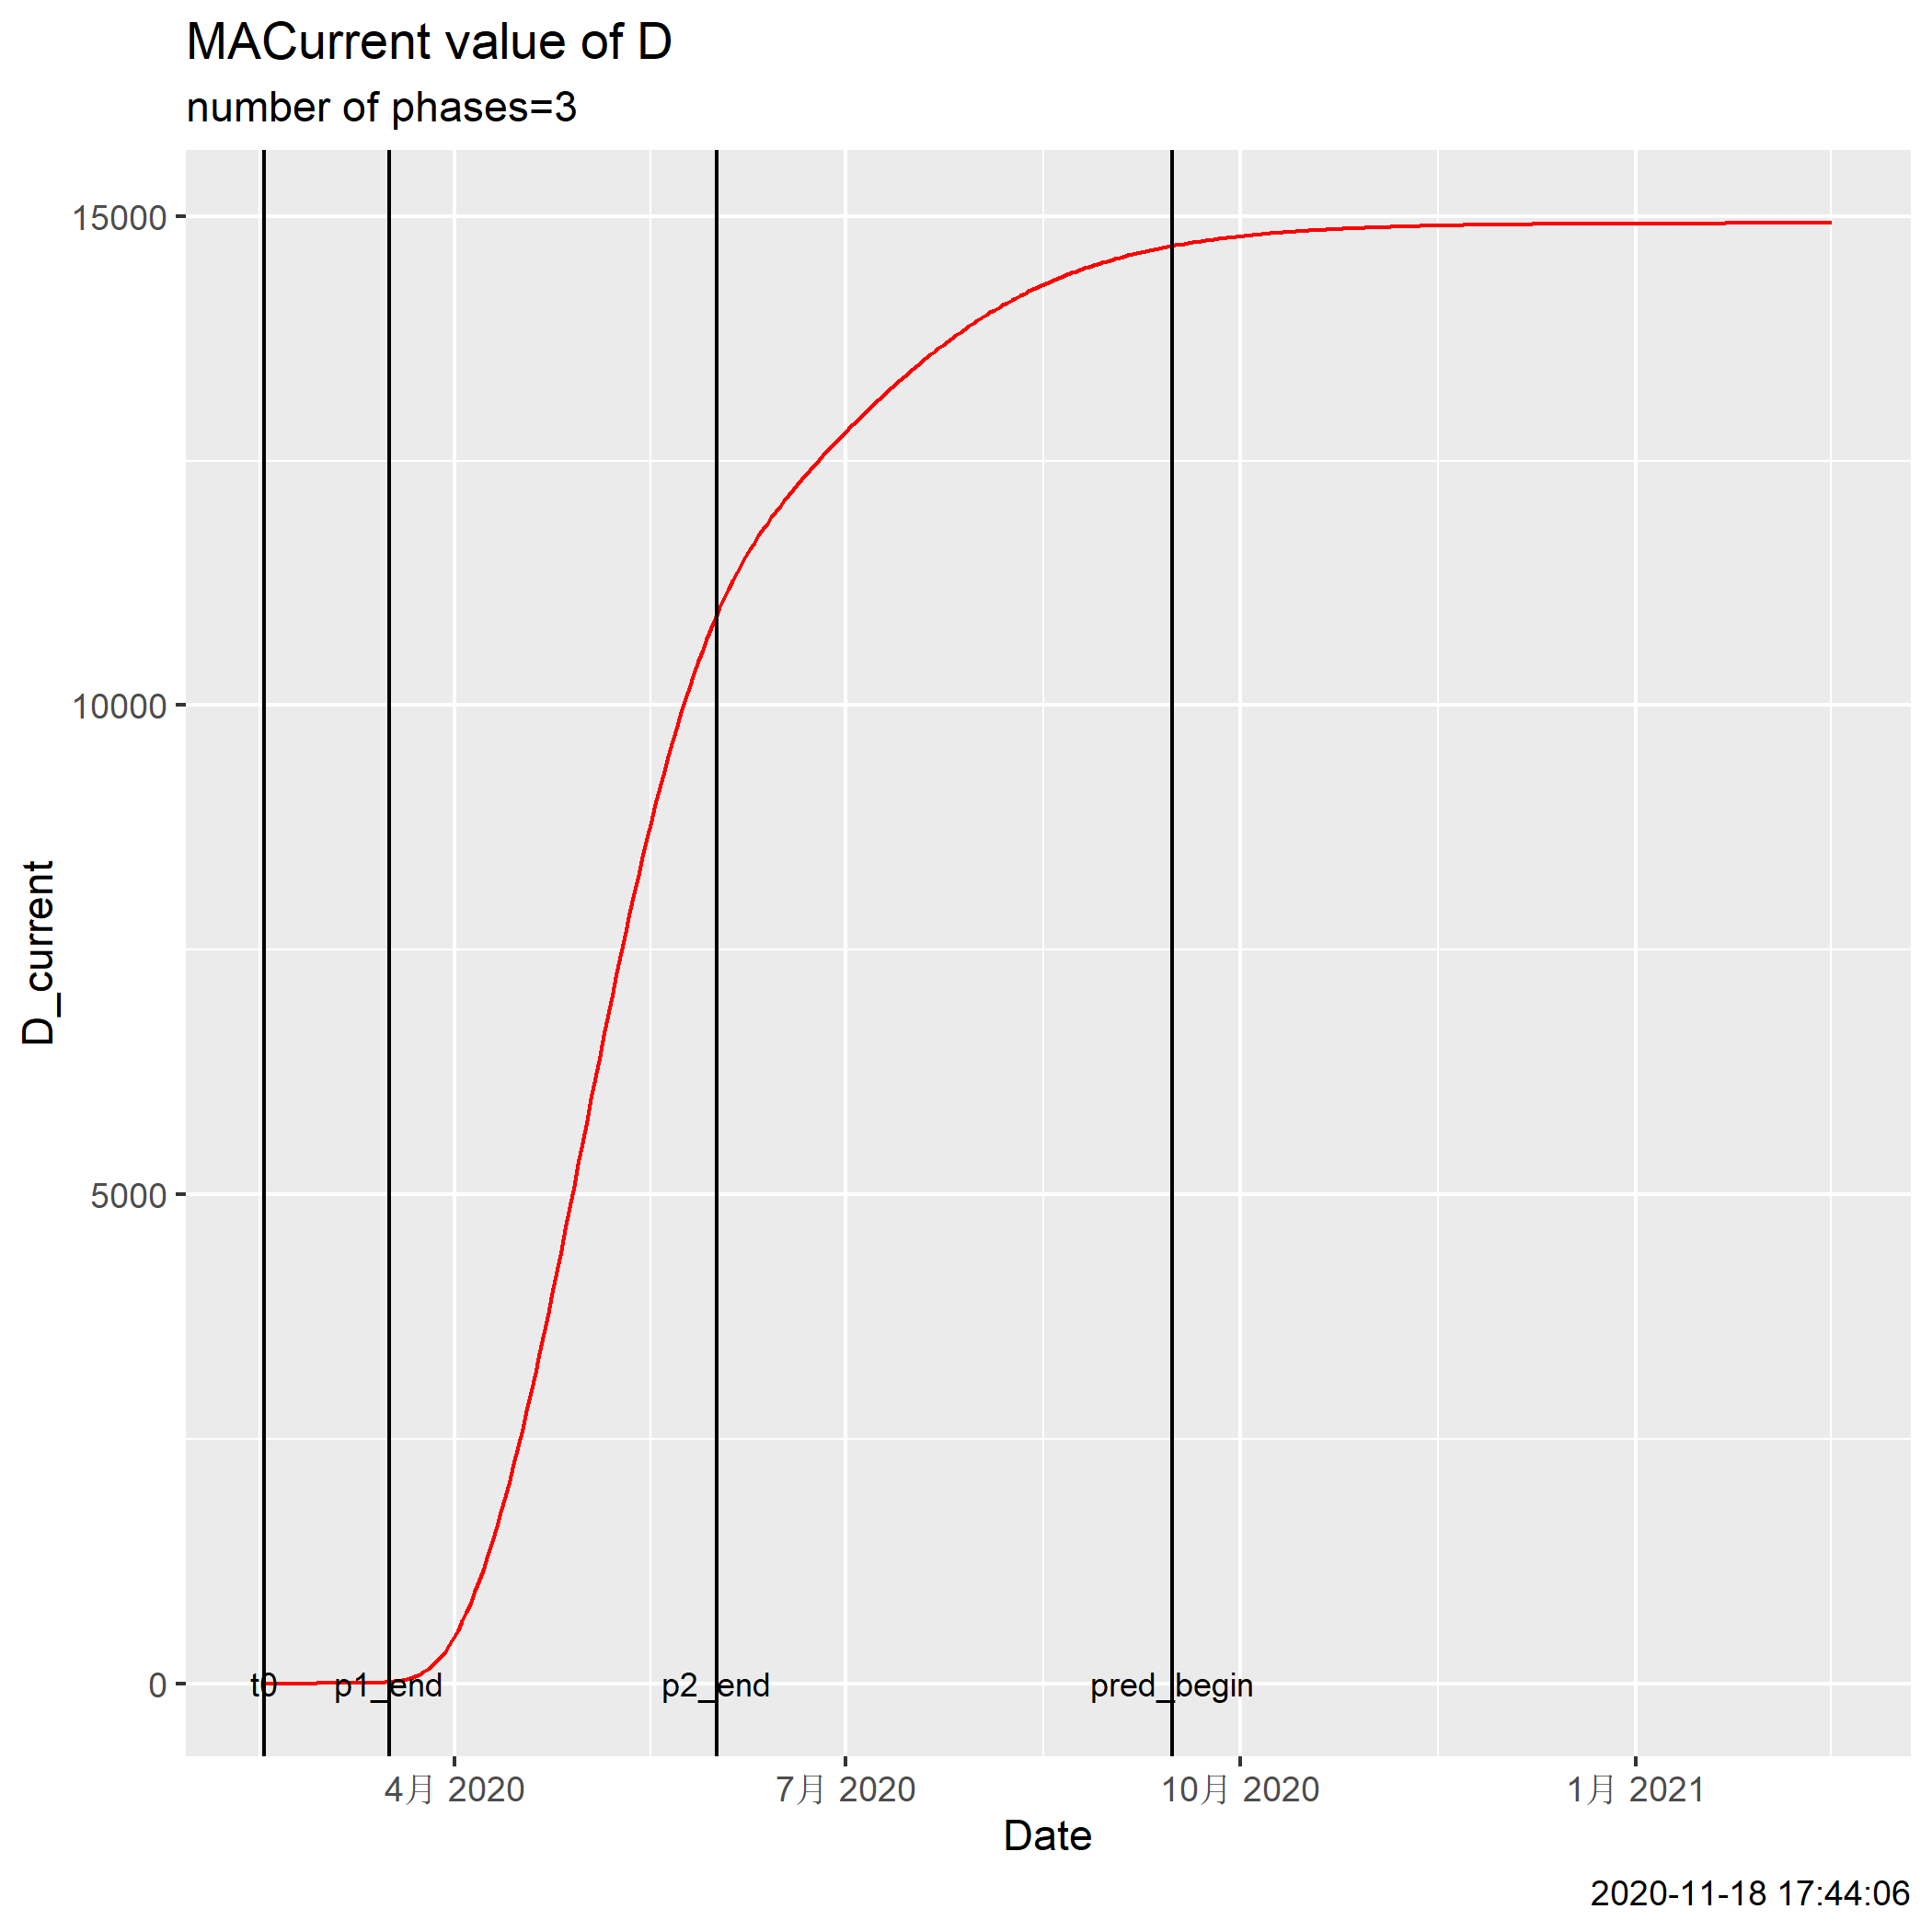 MACurrent value of D
number of phases=3
15000
10000
5000
0
D_current
t0 p1_end p2_end pred_begin
4月 2020 7月 2020 10月 2020 1月 2021
Date
2020-11-18 17:44:06